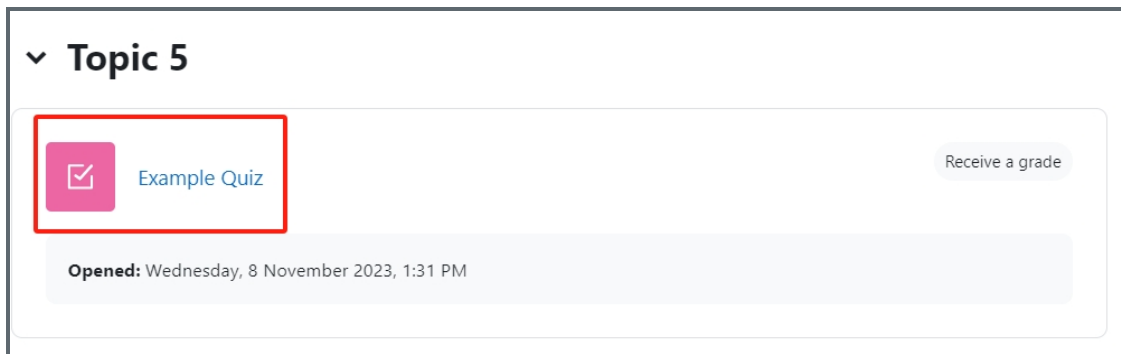 Topic 5
Example Quiz
Receive a grade
Opened: Wednesday, 8 November 2023, 1:31 PM